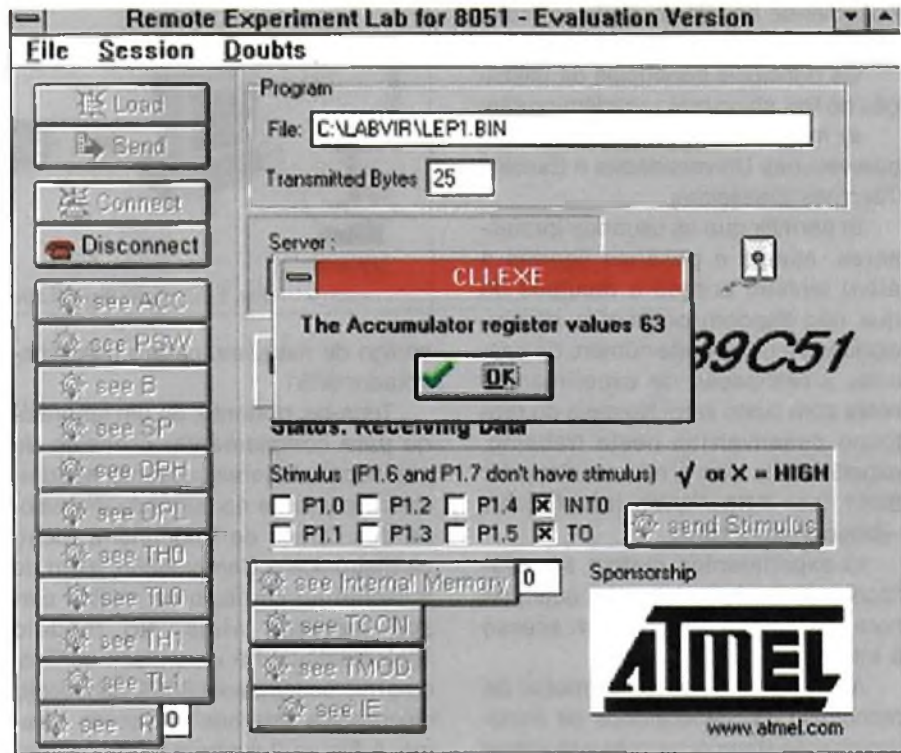 Remote Experiment Lab for 8051 - Evaluation Version
File Session Doubts
Load
Send
Connect
Disconnect
see ACC
see PSW
see B
see SP
see DPH
see DPL
see TH0
see TL0
see TH1
see TL1
see R 0
Program
File: C:\LABVIR\LEP1.BIN
Transmitted Bytes 25
Server:
CLI.EXE
The Accumulator register values 63
OK
89C51
Status: Receiving Data
Stimulus (P1.6 and P1.7 don't have stimulus) √ or X = HIGH
P1.0 P1.2 P1.4 INT0
P1.1 P1.3 P1.5 TO
send Stimulus
see Internal Memory 0
see TCON
see TMOD
see IE
Sponsorship
ATMEL
www.atmel.com